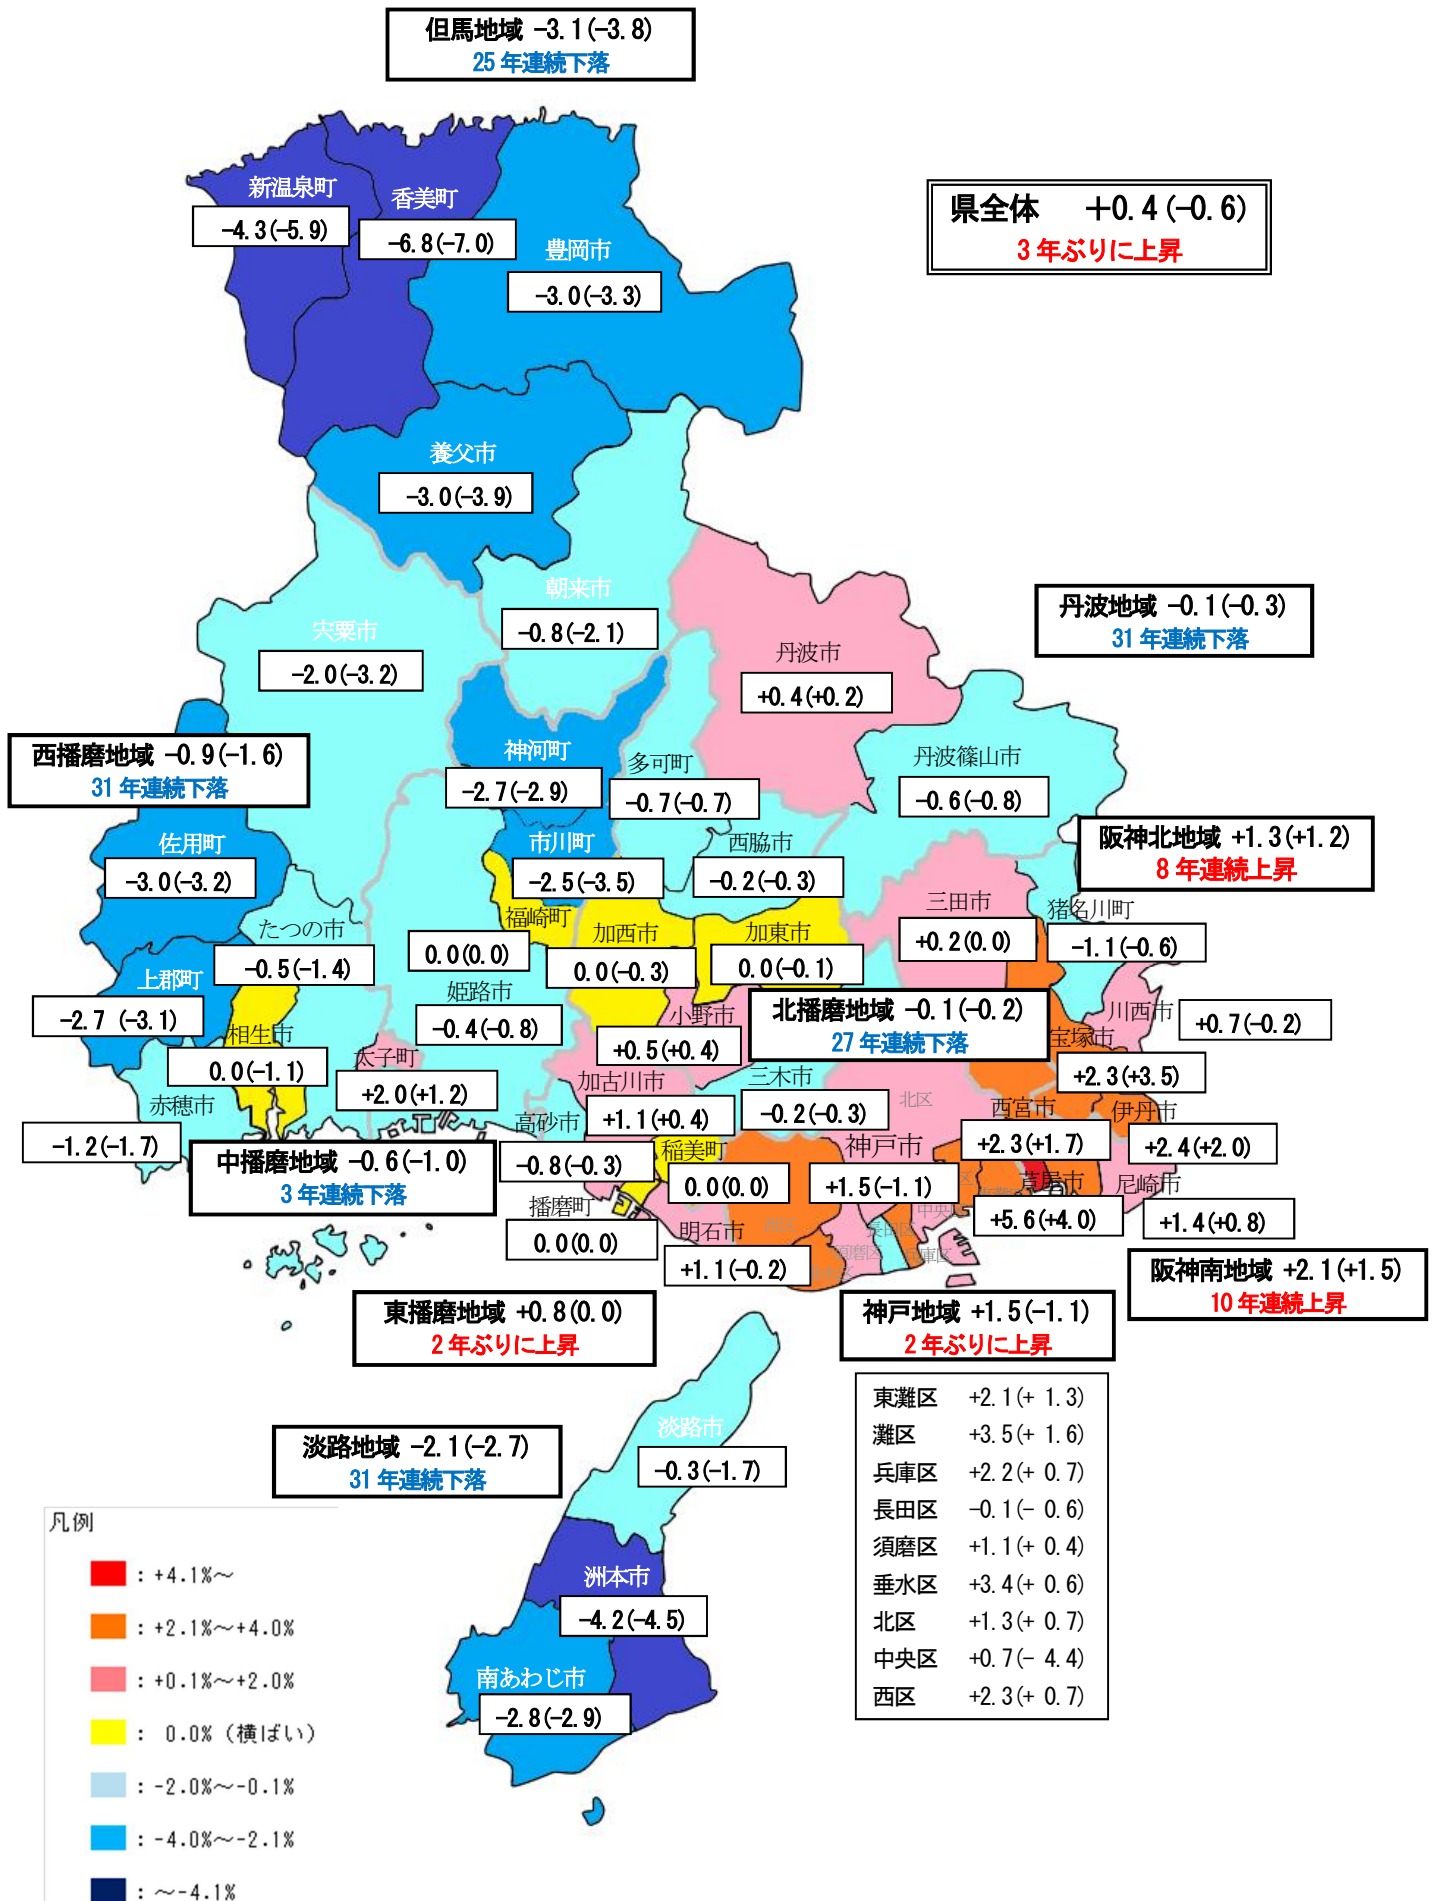 但馬地域 −3.1(−3.8)
25 年連続下落
新温泉町
−4.3(−5.9)
香美町
−6.8(−7.0)
豊岡市
−3.0(−3.3)
県全体　＋0.4(−0.6)
3 年ぶりに上昇
養父市
−3.0(−3.9)
朝来市
−0.8(−2.1)
宍粟市
−2.0(−3.2)
丹波地域 −0.1(−0.3)
31 年連続下落
丹波市
+0.4(+0.2)
西播磨地域 −0.9(−1.6)
31 年連続下落
神河町
−2.7(−2.9)
多可町
−0.7(−0.7)
丹波篠山市
−0.6(−0.8)
佐用町
−3.0(−3.2)
市川町
−2.5(−3.5)
西脇市
−0.2(−0.3)
阪神北地域 +1.3(+1.2)
8 年連続上昇
たつの市
−0.5(−1.4)
福崎町
0.0(0.0)
加西市
0.0(−0.3)
加東市
0.0(−0.1)
三田市
+0.2(0.0)
猪名川町
−1.1(−0.6)
上郡町
−2.7 (−3.1)
姫路市
−0.4(−0.8)
小野市
+0.5(+0.4)
北播磨地域 −0.1(−0.2)
27 年連続下落
川西市
+0.7(−0.2)
相生市
0.0(−1.1)
太子町
+2.0(+1.2)
宝塚市
+2.3(+3.5)
加古川市
+1.1(+0.4)
三木市
−0.2(−0.3)
北区
赤穂市
−1.2(−1.7)
高砂市
−0.8(−0.3)
西宮市
+2.3(+1.7)
伊丹市
+2.4(+2.0)
中播磨地域 −0.6(−1.0)
3 年連続下落
稲美町
0.0(0.0)
神戸市
+1.5(−1.1)
芦屋市
+5.6(+4.0)
尼崎市
+1.4(+0.8)
播磨町
0.0(0.0)
明石市
+1.1(−0.2)
西区
中央区
長田区
須磨区
兵庫区
垂水区
阪神南地域 +2.1(+1.5)
10 年連続上昇
東播磨地域 +0.8(0.0)
2 年ぶりに上昇
神戸地域 +1.5(−1.1)
2 年ぶりに上昇
東灘区　+2.1(+ 1.3)
灘区　+3.5(+ 1.6)
兵庫区　+2.2(+ 0.7)
長田区　−0.1(− 0.6)
須磨区　+1.1(+ 0.4)
垂水区　+3.4(+ 0.6)
北区　+1.3(+ 0.7)
中央区　+0.7(− 4.4)
西区　+2.3(+ 0.7)
淡路地域 −2.1(−2.7)
31 年連続下落
淡路市
−0.3(−1.7)
洲本市
−4.2(−4.5)
南あわじ市
−2.8(−2.9)
凡例
：+4.1%～
：+2.1%～+4.0%
：+0.1%～+2.0%
： 0.0%（横ばい）
：-2.0%～-0.1%
：-4.0%～-2.1%
：～-4.1%